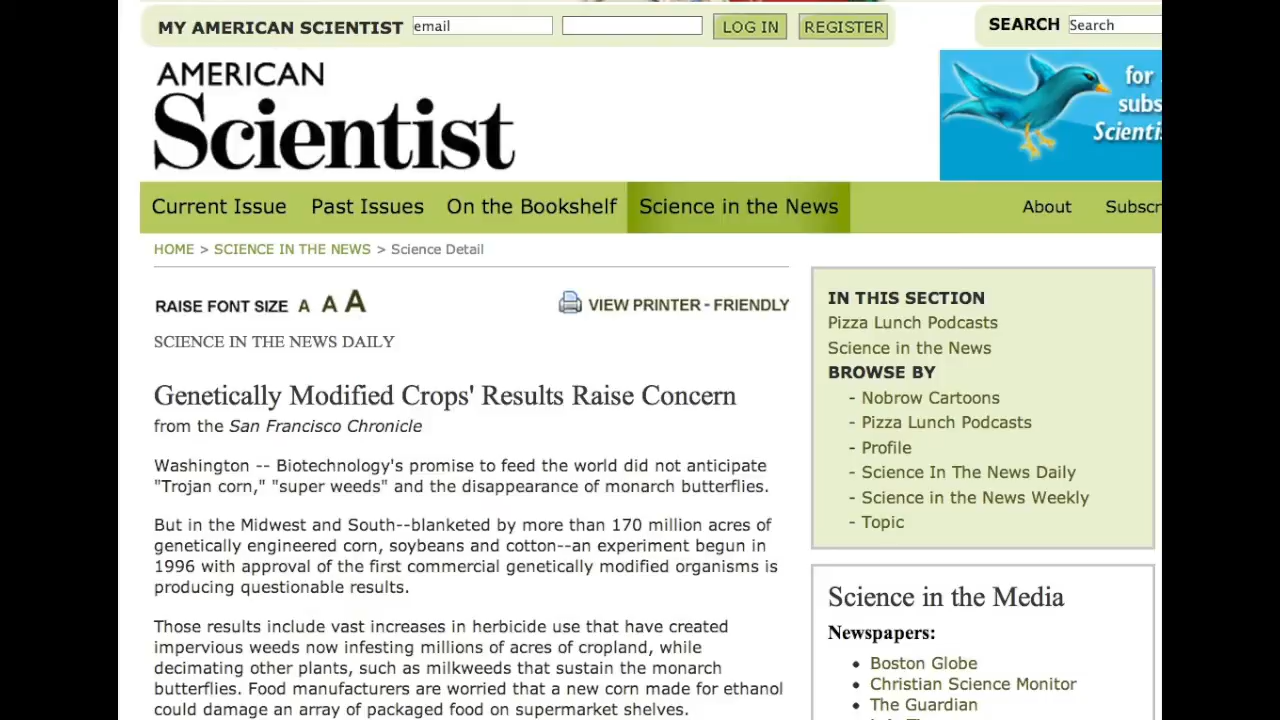 MY AMERICAN SCIENTIST email LOG IN REGISTER SEARCH Search
AMERICAN
Scientist
for
subs
Scientis
Current Issue Past Issues On the Bookshelf Science in the News About Subscr
HOME > SCIENCE IN THE NEWS > Science Detail
RAISE FONT SIZE A A A VIEW PRINTER - FRIENDLY
SCIENCE IN THE NEWS DAILY
Genetically Modified Crops' Results Raise Concern
from the San Francisco Chronicle
Washington -- Biotechnology's promise to feed the world did not anticipate
"Trojan corn," "super weeds" and the disappearance of monarch butterflies.
But in the Midwest and South--blanketed by more than 170 million acres of
genetically engineered corn, soybeans and cotton--an experiment begun in
1996 with approval of the first commercial genetically modified organisms is
producing questionable results.
Those results include vast increases in herbicide use that have created
impervious weeds now infesting millions of acres of cropland, while
decimating other plants, such as milkweeds that sustain the monarch
butterflies. Food manufacturers are worried that a new corn made for ethanol
could damage an array of packaged food on supermarket shelves.
IN THIS SECTION
Pizza Lunch Podcasts
Science in the News
BROWSE BY
- Nobrow Cartoons
- Pizza Lunch Podcasts
- Profile
- Science In The News Daily
- Science in the News Weekly
- Topic
Science in the Media
Newspapers:
• Boston Globe
• Christian Science Monitor
• The Guardian